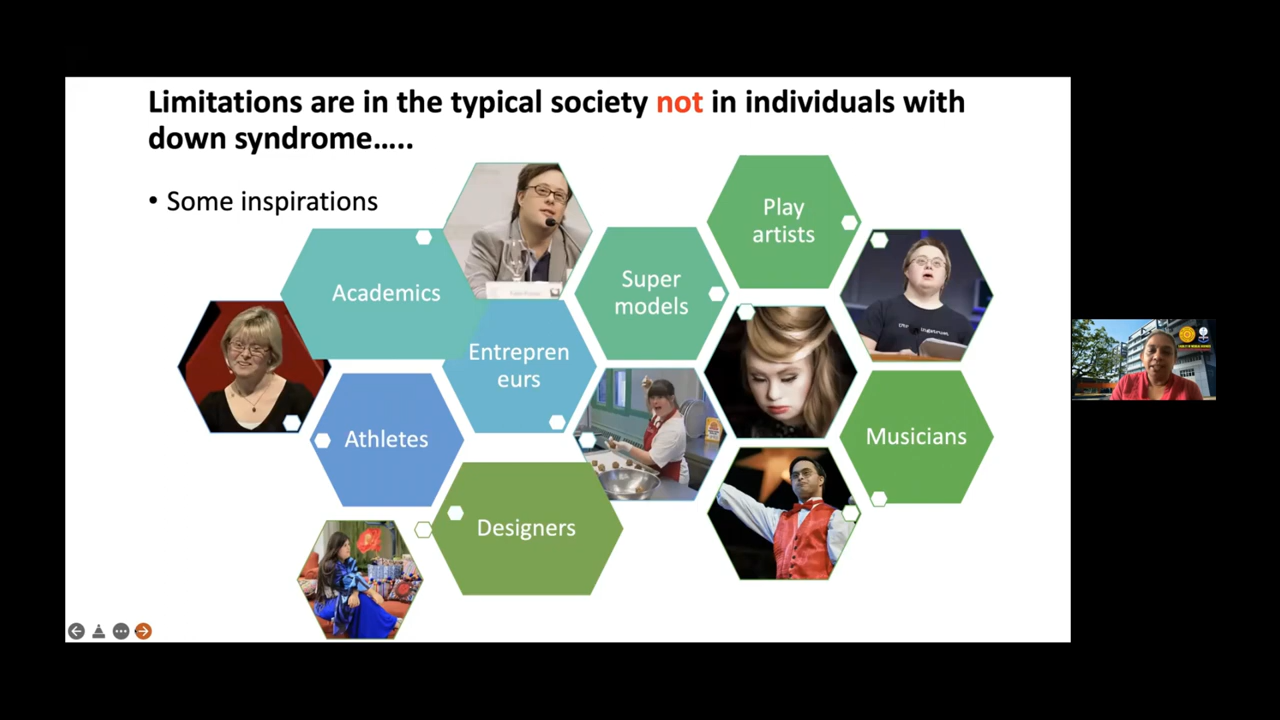 Limitations are in the typical society not in individuals with
down syndrome…..
• Some inspirations
Play
artists
Super
models
Academics
Entrepren
eurs
Athletes
Musicians
Designers